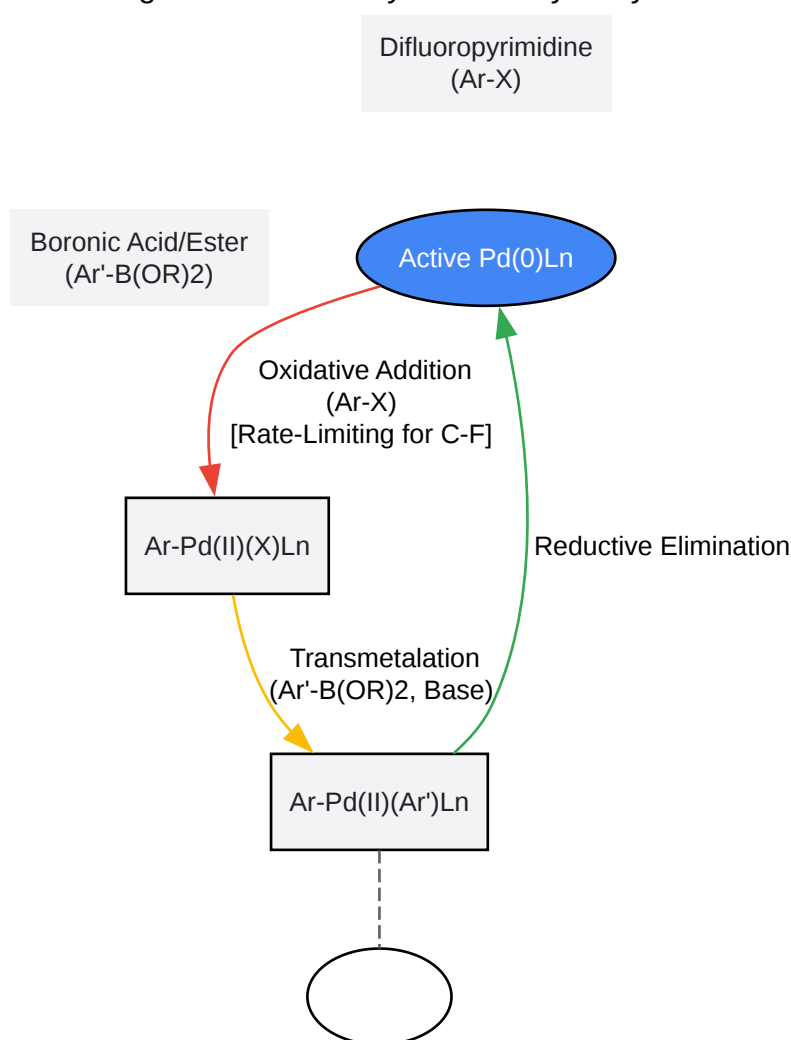 Difluoropyrimidine
(Ar-X)
Boronic Acid/Ester
(Ar'-B(OR)2)
Active Pd(0)Ln
Oxidative Addition
(Ar-X)
[Rate-Limiting for C-F]
Ar-Pd(II)(X)Ln
Reductive Elimination
Transmetalation
(Ar'-B(OR)2, Base)
Ar-Pd(II)(Ar')Ln